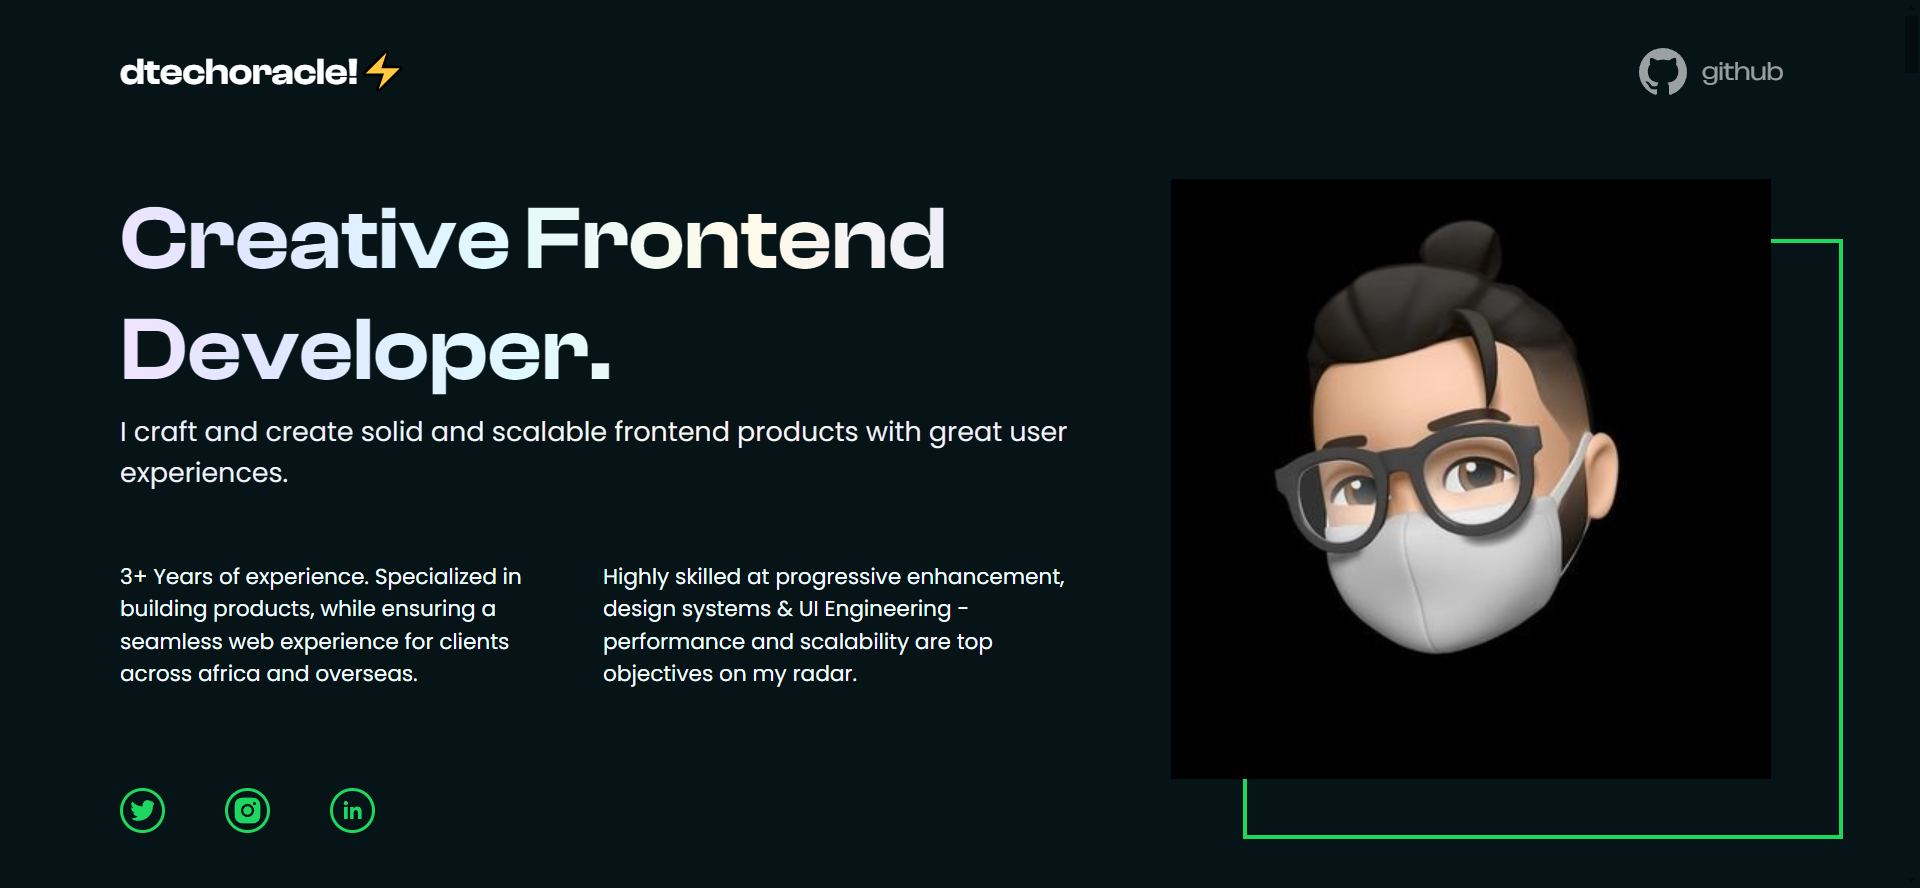 dtechoracle!⚡
github
Creative Frontend
Developer.
I craft and create solid and scalable frontend products with great user
experiences.
3+ Years of experience. Specialized in
building products, while ensuring a
seamless web experience for clients
across africa and overseas.
Highly skilled at progressive enhancement,
design systems & UI Engineering -
performance and scalability are top
objectives on my radar.
in